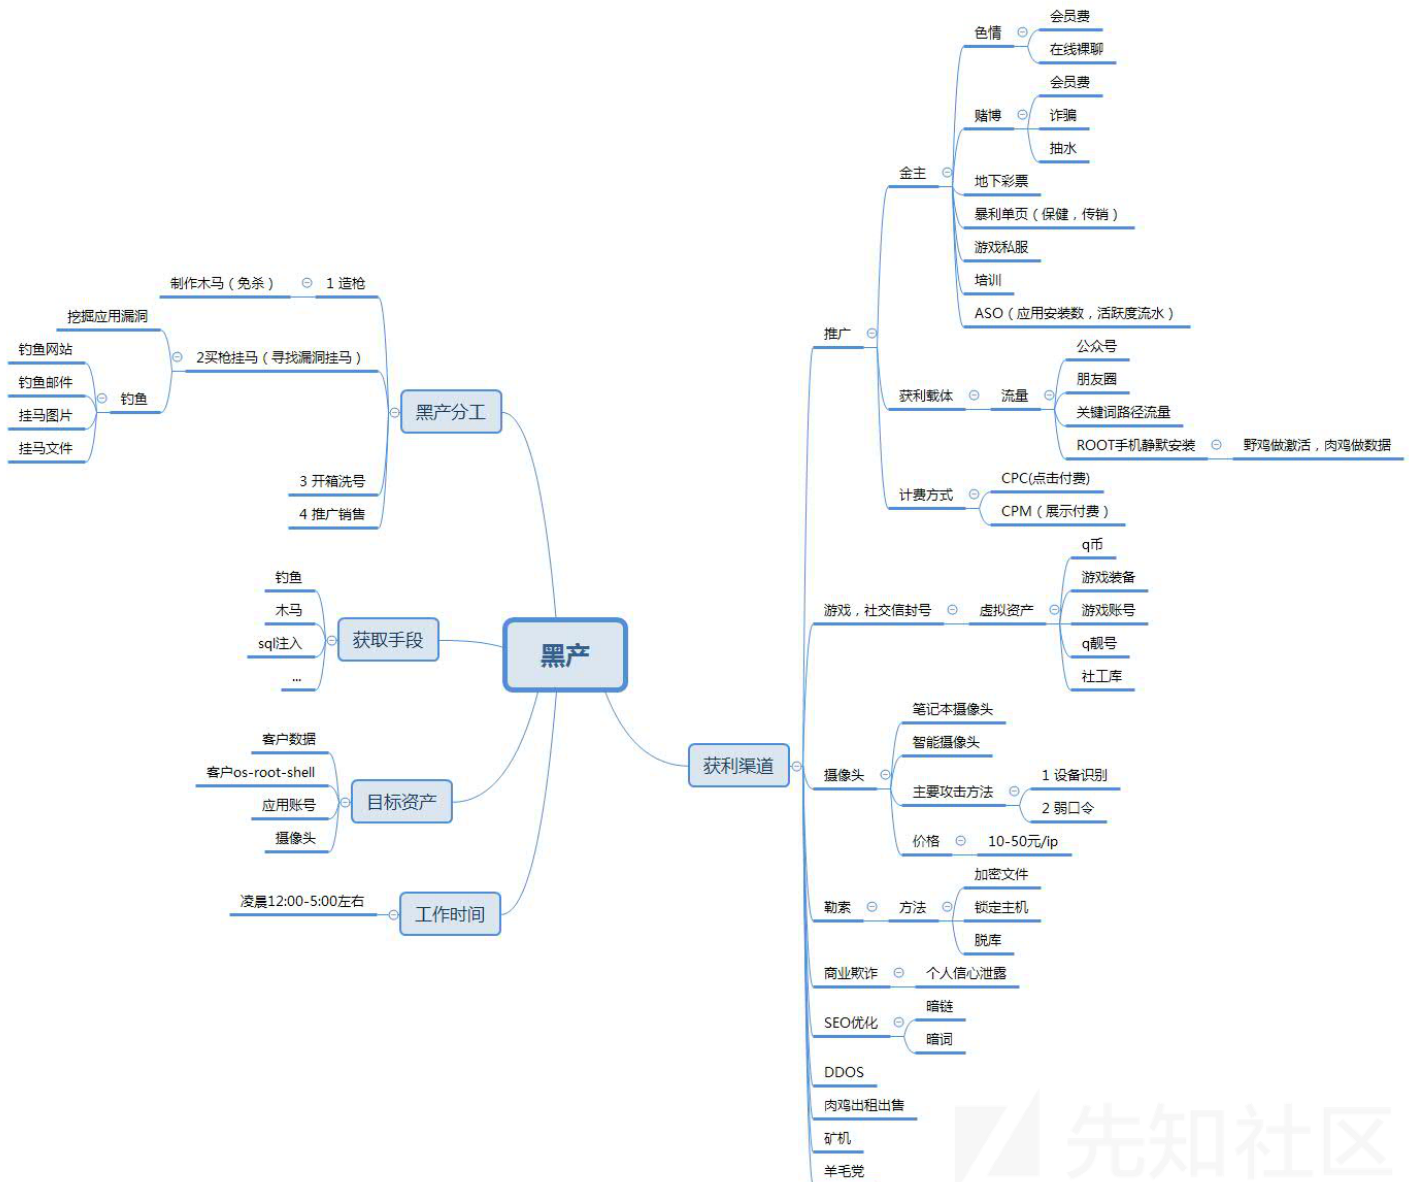 黑产
黑产分工
1 造枪
制作木马（免杀）
2买枪挂马（寻找漏洞挂马）
挖掘应用漏洞
钓鱼
钓鱼网站
钓鱼邮件
挂马图片
挂马文件
3 开箱洗号
4 推广销售
获取手段
钓鱼
木马
sql注入
...
目标资产
客户数据
客户os-root-shell
应用账号
摄像头
工作时间
凌晨12:00-5:00左右
获利渠道
推广
金主
色情
会员费
在线裸聊
赌博
会员费
诈骗
抽水
地下彩票
暴利单页（保健，传销）
游戏私服
培训
ASO（应用安装数，活跃度流水）
获利载体
流量
公众号
朋友圈
关键词路径流量
ROOT手机静默安装
野鸡做激活，肉鸡做数据
计费方式
CPC(点击付费)
CPM（展示付费）
游戏，社交信封号
虚拟资产
q币
游戏装备
游戏账号
q靓号
社工库
摄像头
笔记本摄像头
智能摄像头
主要攻击方法
1 设备识别
2 弱口令
价格
10-50元/ip
勒索
方法
加密文件
锁定主机
脱库
商业欺诈
个人信心泄露
SEO优化
暗链
暗词
DDOS
肉鸡出租出售
矿机
羊毛党
先知社区